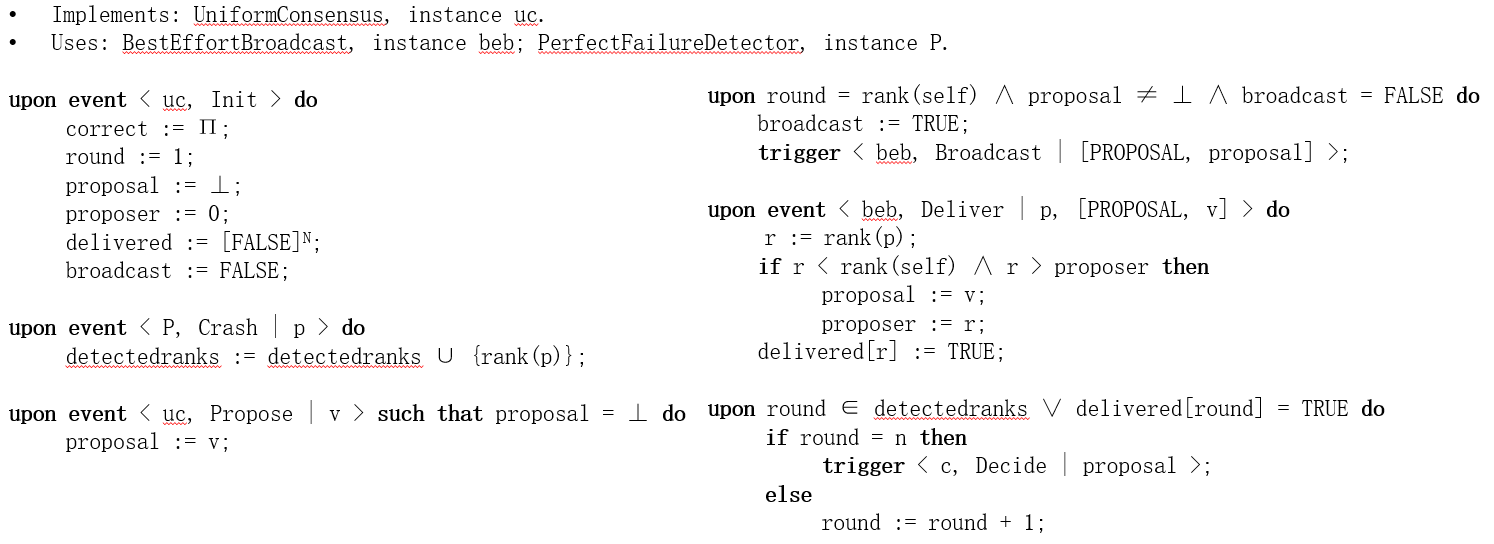 • Implements: UniformConsensus, instance uc.
• Uses: BestEffortBroadcast, instance beb; PerfectFailureDetector, instance P.
upon event < uc, Init > do
correct := Π;
round := 1;
proposal := ⊥;
proposer := 0;
delivered := [FALSE]ᴺ;
broadcast := FALSE;
upon event < P, Crash | p > do
detectedranks := detectedranks ∪ {rank(p)};
upon event < uc, Propose | v > such that proposal = ⊥ do
proposal := v;
upon round = rank(self) ∧ proposal ≠ ⊥ ∧ broadcast = FALSE do
broadcast := TRUE;
trigger < beb, Broadcast | [PROPOSAL, proposal] >;
upon event < beb, Deliver | p, [PROPOSAL, v] > do
r := rank(p);
if r < rank(self) ∧ r > proposer then
proposal := v;
proposer := r;
delivered[r] := TRUE;
upon round ∈ detectedranks ∨ delivered[round] = TRUE do
if round = n then
trigger < c, Decide | proposal >;
else
round := round + 1;